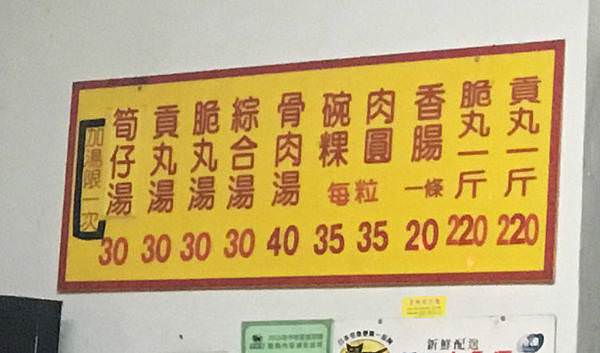 貢丸一斤 220
脆丸一斤 220
香腸一條 20
肉圓 35
碗粿 35
每粒
骨肉湯 40
綜合湯 30
脆丸湯 30
貢丸湯 30
筍仔湯 30
加湯限一次
新鮮配送